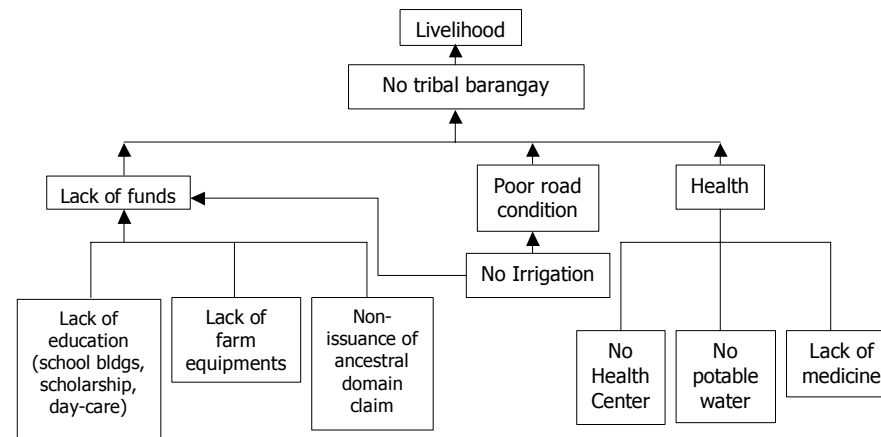 Livelihood
No tribal barangay
Lack of funds
Poor road
condition
Health
No Irrigation
Lack of
education
(school bldgs,
scholarship,
day-care)
Lack of
farm
equipments
Non-
issuance of
ancestral
domain
claim
No
Health
Center
No
potable
water
Lack of
medicine